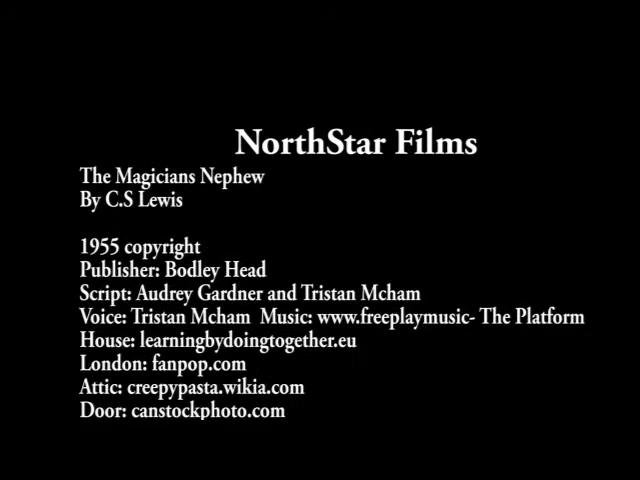 NorthStar Films
The Magicians Nephew
By C.S Lewis
1955 copyright
Publisher: Bodley Head
Script: Audrey Gardner and Tristan Mcham
Voice: Tristan Mcham  Music: www.freeplaymusic- The Platform
House: learningbydoingtogether.eu
London: fanpop.com
Attic: creepypasta.wikia.com
Door: canstockphoto.com